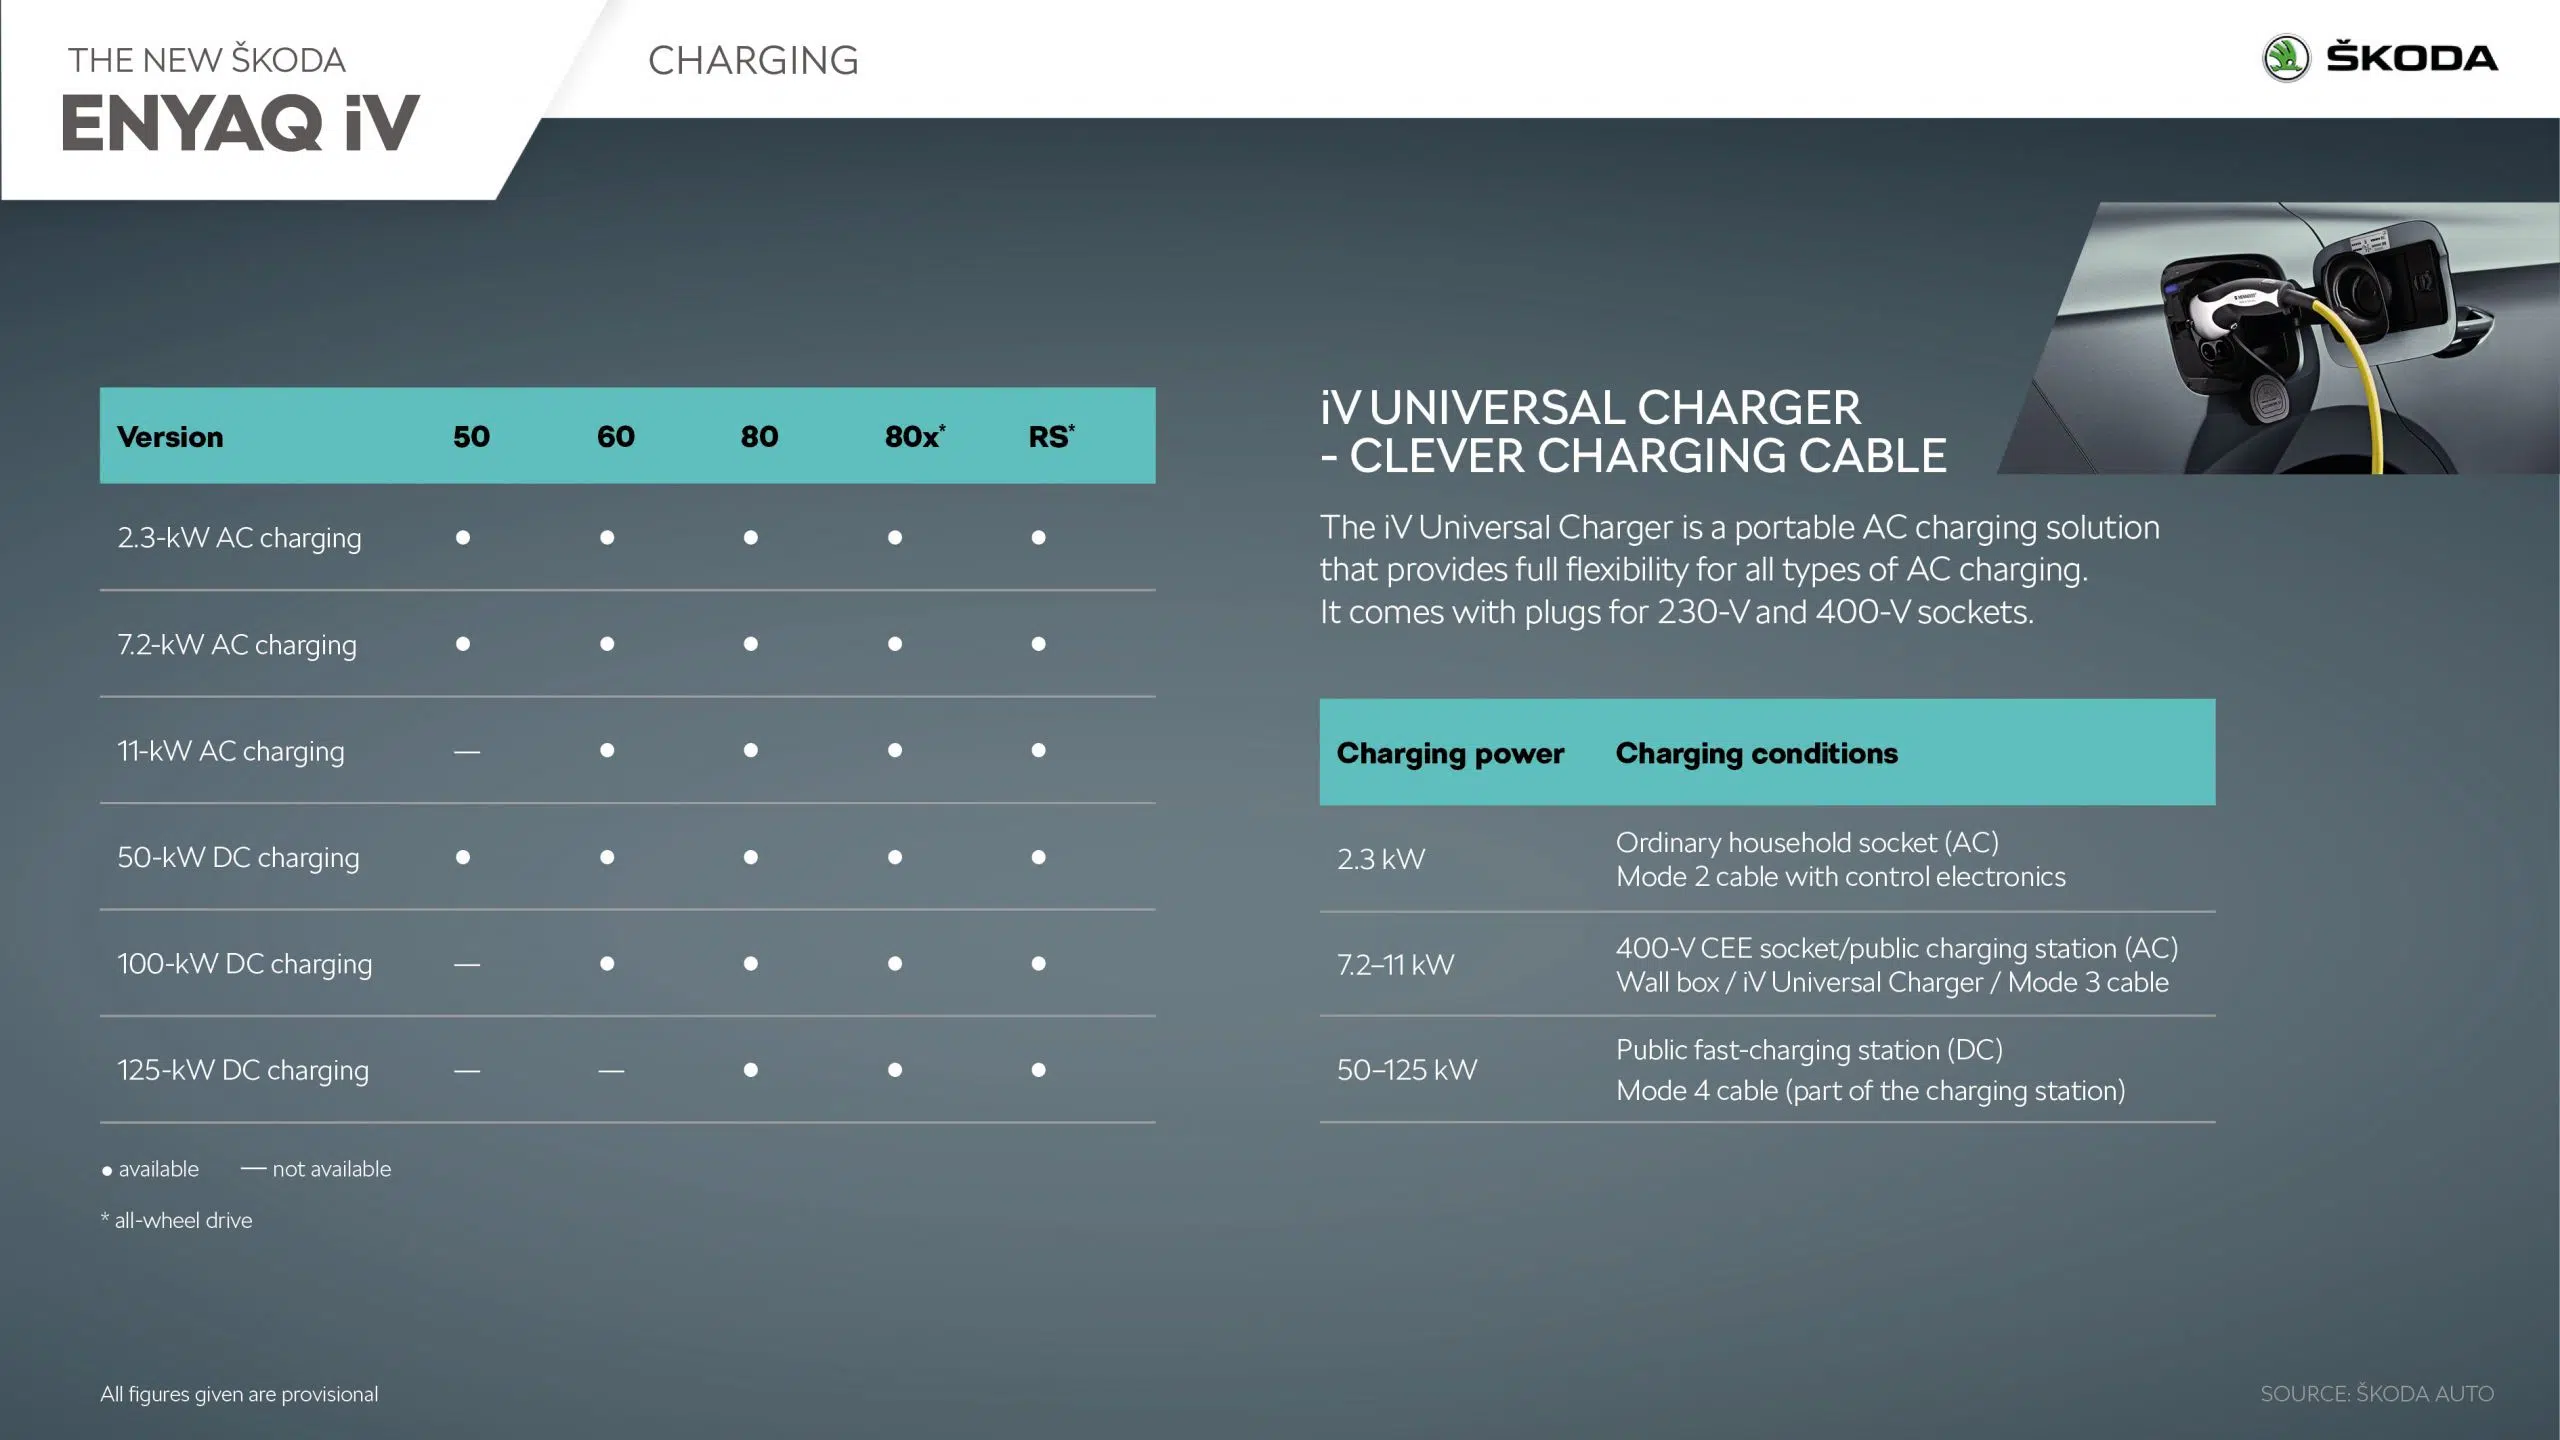 THE NEW ŠKODA
ENYAQ iV
CHARGING
ŠKODA
Version 50 60 80 80x* RS*
2.3-kW AC charging ● ● ● ● ●
7.2-kW AC charging ● ● ● ● ●
11-kW AC charging — ● ● ● ●
50-kW DC charging ● ● ● ● ●
100-kW DC charging — ● ● ● ●
125-kW DC charging — — ● ● ●
● available — not available
* all-wheel drive
iV UNIVERSAL CHARGER
- CLEVER CHARGING CABLE
The iV Universal Charger is a portable AC charging solution
that provides full flexibility for all types of AC charging.
It comes with plugs for 230-V and 400-V sockets.
Charging power Charging conditions
2.3 kW Ordinary household socket (AC)
Mode 2 cable with control electronics
7.2–11 kW 400-V CEE socket/public charging station (AC)
Wall box / iV Universal Charger / Mode 3 cable
50–125 kW Public fast-charging station (DC)
Mode 4 cable (part of the charging station)
All figures given are provisional
SOURCE: ŠKODA AUTO